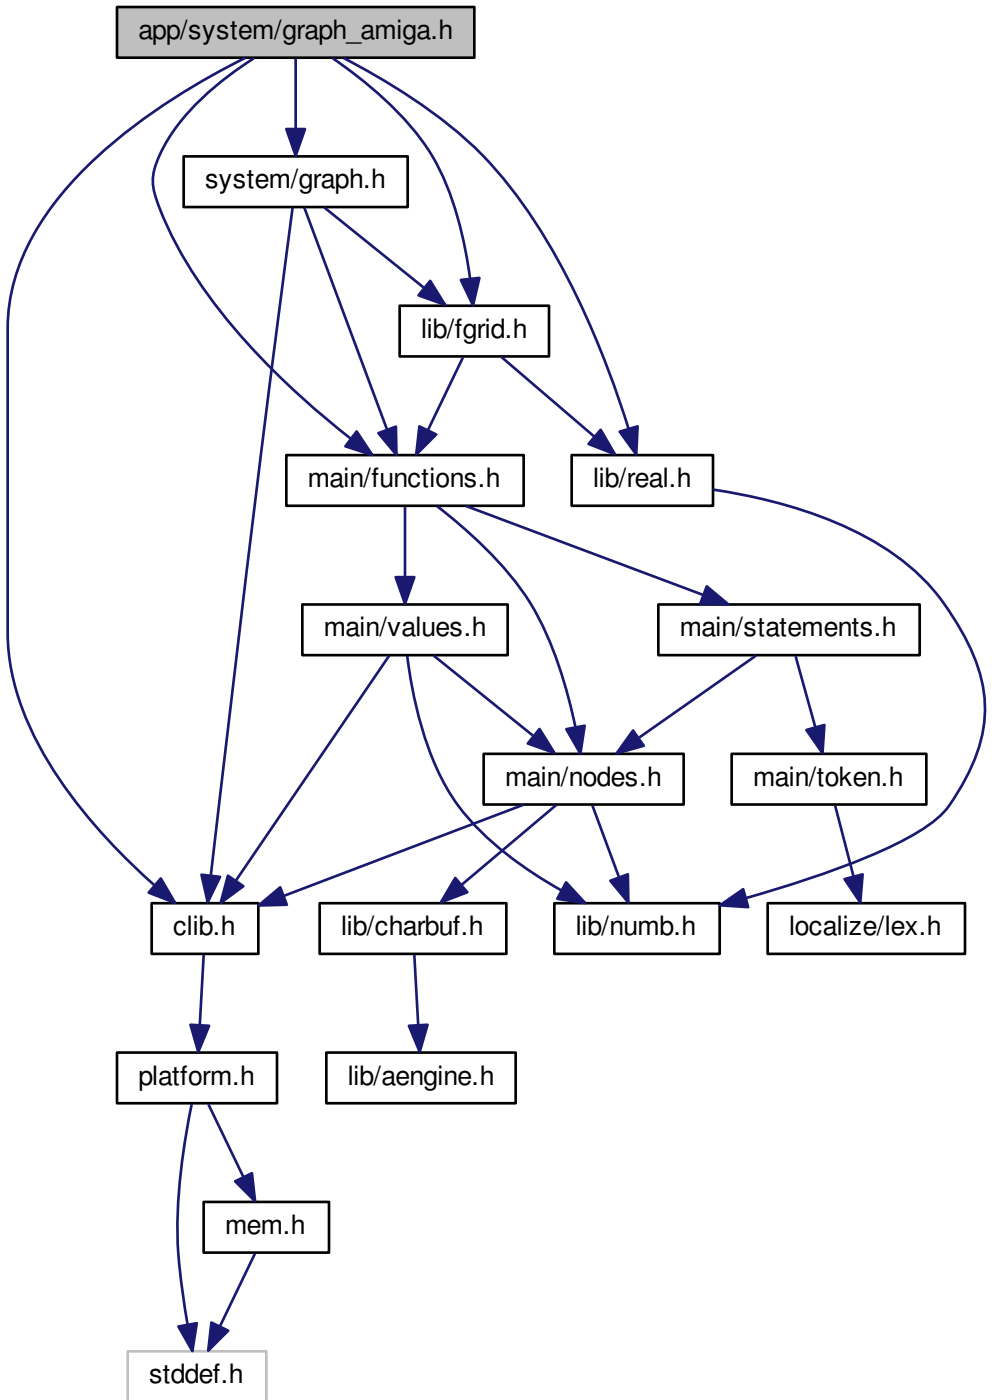 app/system/graph_amiga.h
system/graph.h
lib/fgrid.h
main/functions.h
lib/real.h
main/values.h
main/statements.h
main/nodes.h
main/token.h
clib.h
lib/charbuf.h
lib/numb.h
localize/lex.h
platform.h
lib/aengine.h
mem.h
stddef.h